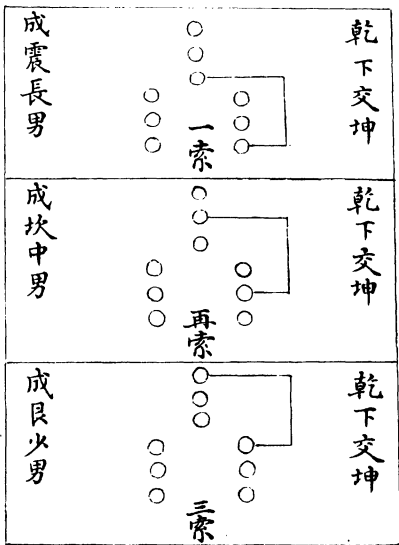 乾下交坤
一索
成震長男
乾下交坤
再索
成坎中男
乾下交坤
三索
成艮少男